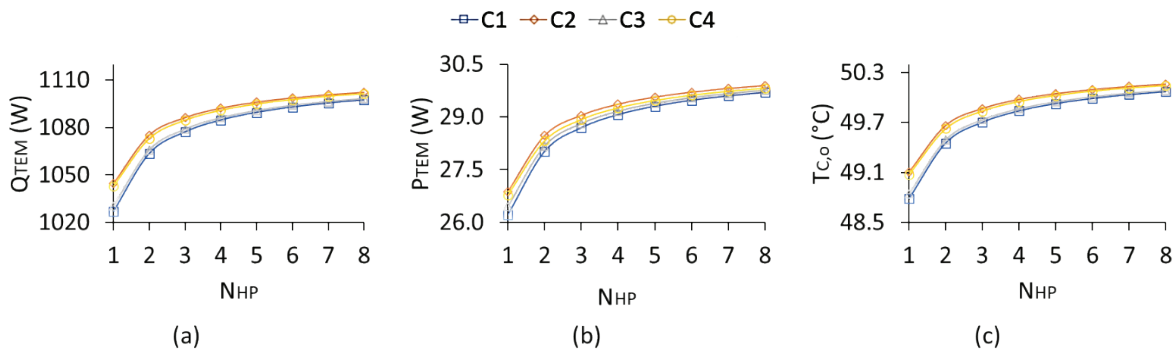 C1 C2 C3 C4
QTEM (W)
1110
1080
1050
1020
1 2 3 4 5 6 7 8
NHP
(a)
PTEM (W)
30.5
29.0
27.5
26.0
1 2 3 4 5 6 7 8
NHP
(b)
TC,o (°C)
50.3
49.7
49.1
48.5
1 2 3 4 5 6 7 8
NHP
(c)